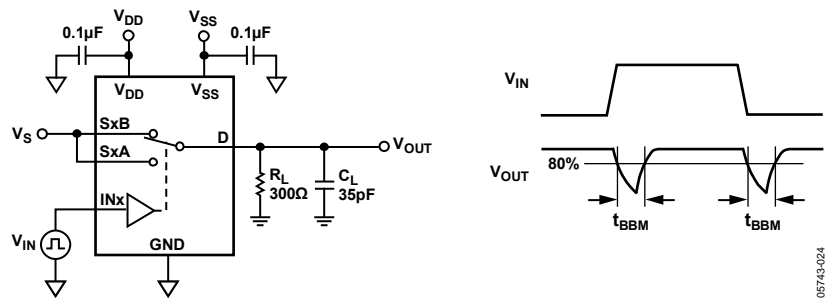 V_DD V_SS
0.1µF 0.1µF
V_DD V_SS
V_S SxB D V_OUT
SxA
R_L
300Ω
C_L
35pF
INx
V_IN
GND
V_IN
V_OUT
80%
t_BBM t_BBM
05743-024